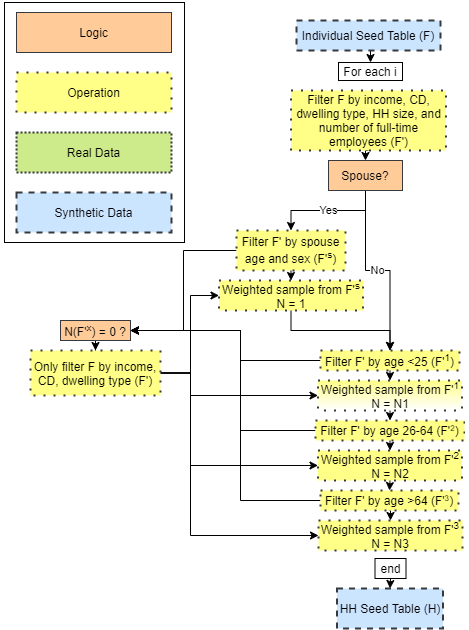 Logic
Operation
Real Data
Synthetic Data
Individual Seed Table (F)
For each i
Filter F by income, CD,
dwelling type, HH size, and
number of full-time
employees (F')
Spouse?
Yes
No
Filter F' by spouse
age and sex (F'ˢ)
Weighted sample from F'ˢ
N = 1
N(F'ˣ) = 0 ?
Only filter F by income,
CD, dwelling type (F')
Filter F' by age <25 (F'¹)
Weighted sample from F'¹
N = N1
Filter F' by age 26-64 (F'²)
Weighted sample from F'²
N = N2
Filter F' by age >64 (F'³)
Weighted sample from F'³
N = N3
end
HH Seed Table (H)